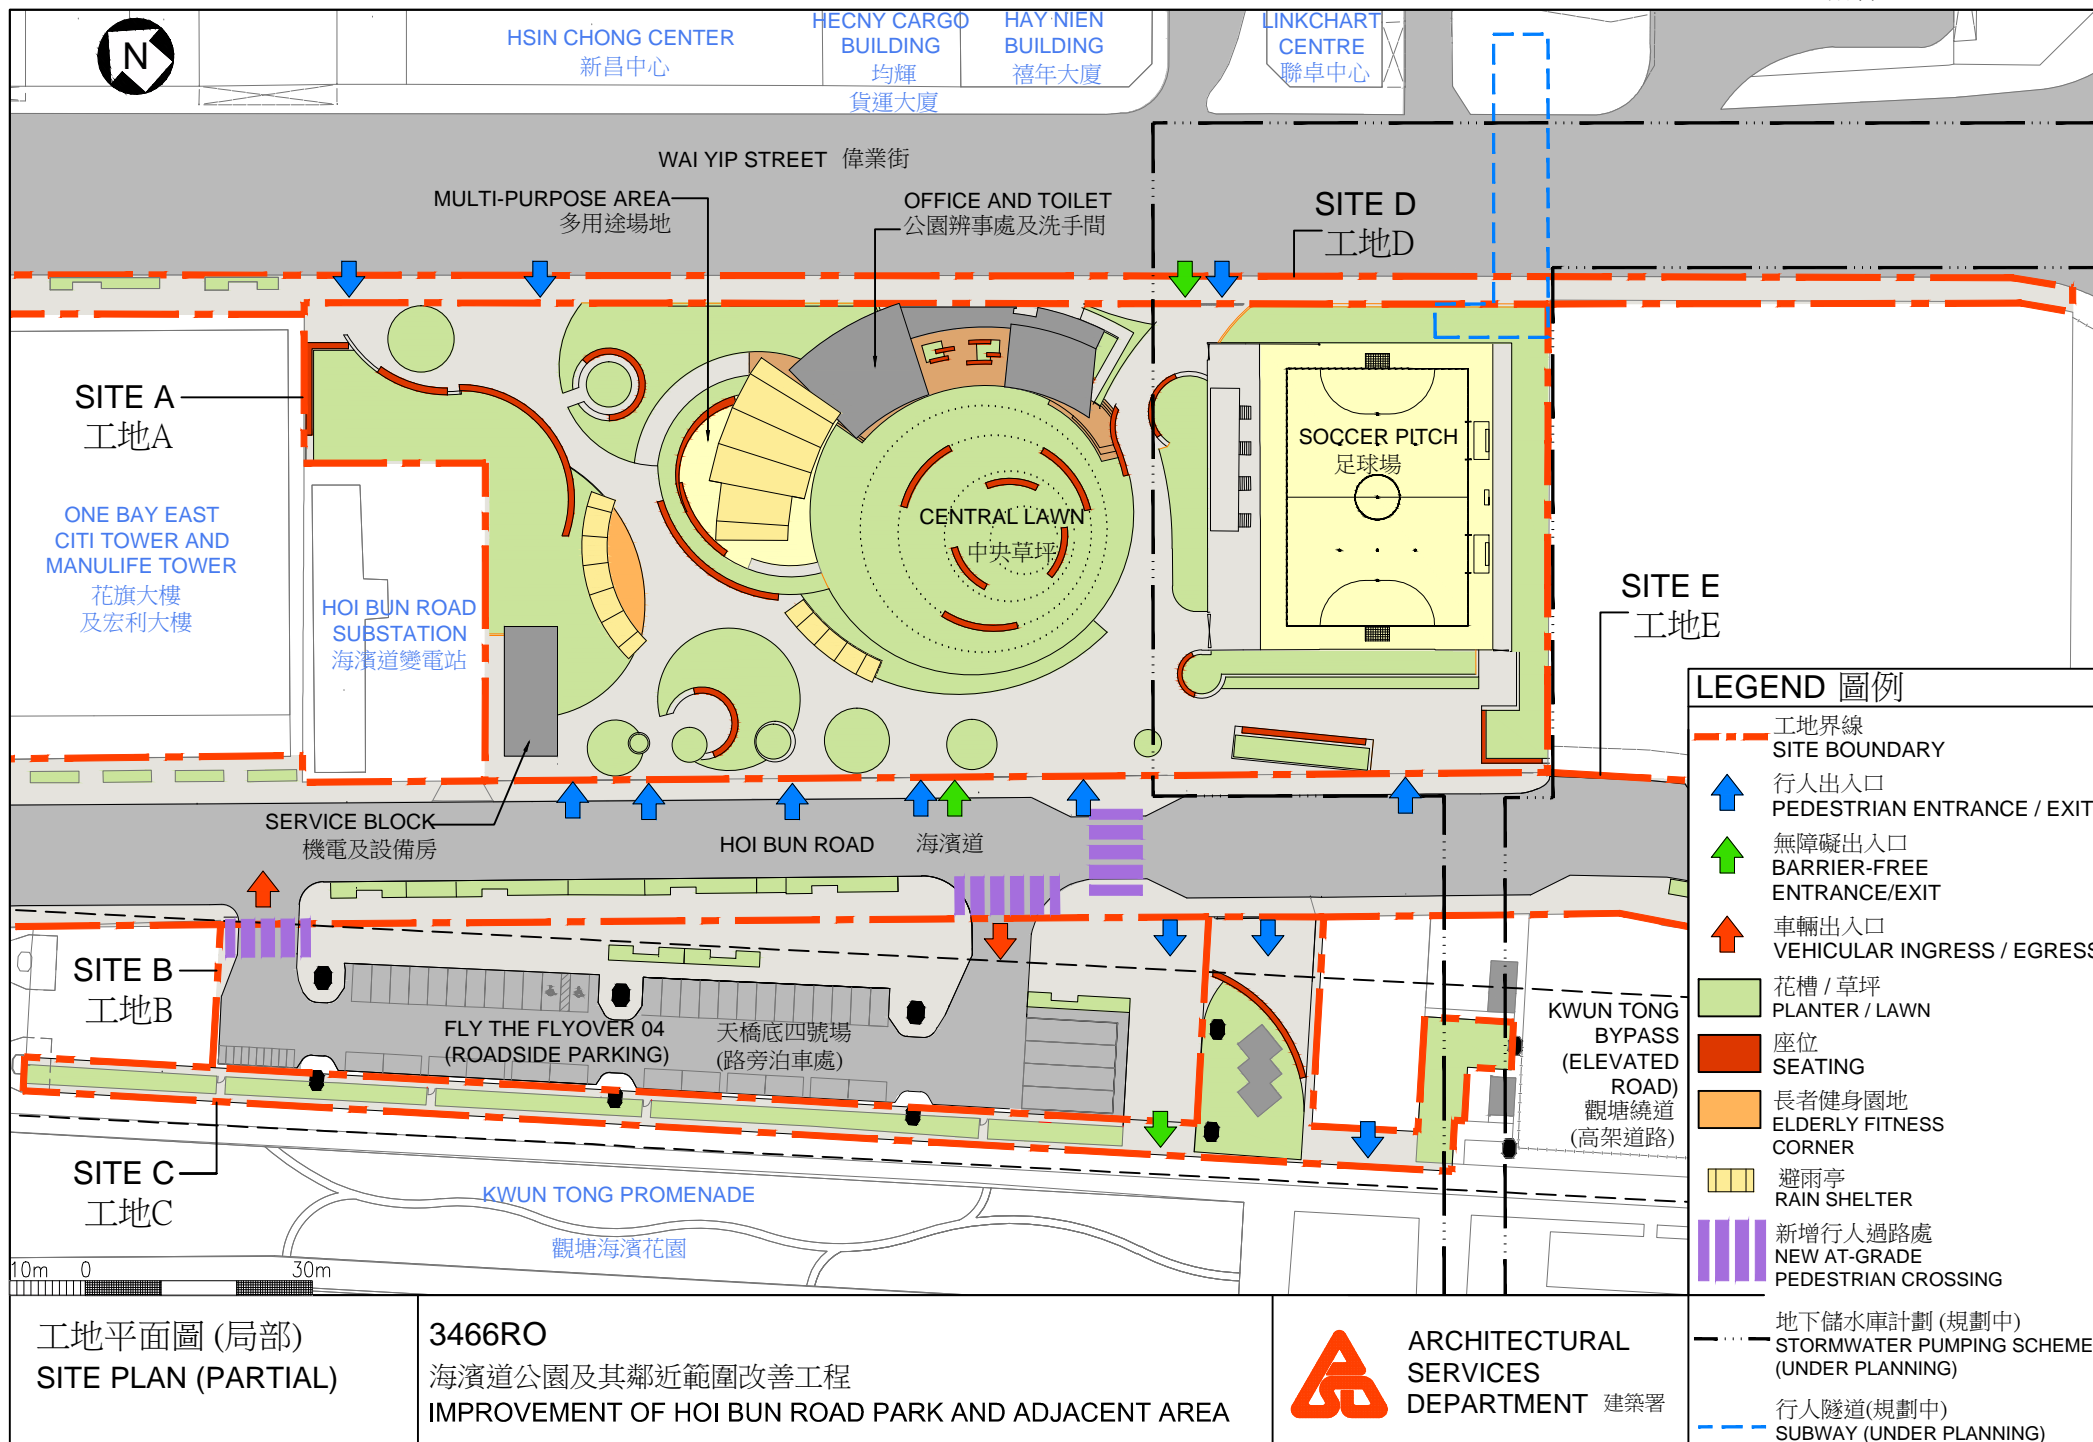 N
HSIN CHONG CENTER
新昌中心
HECNY CARGO
BUILDING
均輝
貨運大廈
HAY NIEN
BUILDING
禧年大廈
LINKCHART
CENTRE
聯卓中心
WAI YIP STREET 偉業街
MULTI-PURPOSE AREA
多用途場地
OFFICE AND TOILET
公園辨事處及洗手間
SITE D
工地D
SITE A
工地A
SOCCER PITCH
足球場
CENTRAL LAWN
中央草坪
ONE BAY EAST
CITI TOWER AND
MANULIFE TOWER
花旗大樓
及宏利大樓
HOI BUN ROAD
SUBSTATION
海濱道變電站
SITE E
工地E
SERVICE BLOCK
機電及設備房
HOI BUN ROAD 海濱道
SITE B
工地B
FLY THE FLYOVER 04
(ROADSIDE PARKING)
天橋底四號場
(路旁泊車處)
KWUN TONG
BYPASS
(ELEVATED
ROAD)
觀塘繞道
(高架道路)
SITE C
工地C
KWUN TONG PROMENADE
觀塘海濱花園
10m 0 30m
LEGEND 圖例
工地界線
SITE BOUNDARY
行人出入口
PEDESTRIAN ENTRANCE / EXIT
無障礙出入口
BARRIER-FREE
ENTRANCE/EXIT
車輛出入口
VEHICULAR INGRESS / EGRESS
花槽 / 草坪
PLANTER / LAWN
座位
SEATING
長者健身園地
ELDERLY FITNESS
CORNER
避雨亭
RAIN SHELTER
新增行人過路處
NEW AT-GRADE
PEDESTRIAN CROSSING
地下儲水庫計劃 (規劃中)
STORMWATER PUMPING SCHEME
(UNDER PLANNING)
行人隧道(規劃中)
SUBWAY (UNDER PLANNING)
工地平面圖 (局部)
SITE PLAN (PARTIAL)
3466RO
海濱道公園及其鄰近範圍改善工程
IMPROVEMENT OF HOI BUN ROAD PARK AND ADJACENT AREA
ARCHITECTURAL
SERVICES
DEPARTMENT 建築署